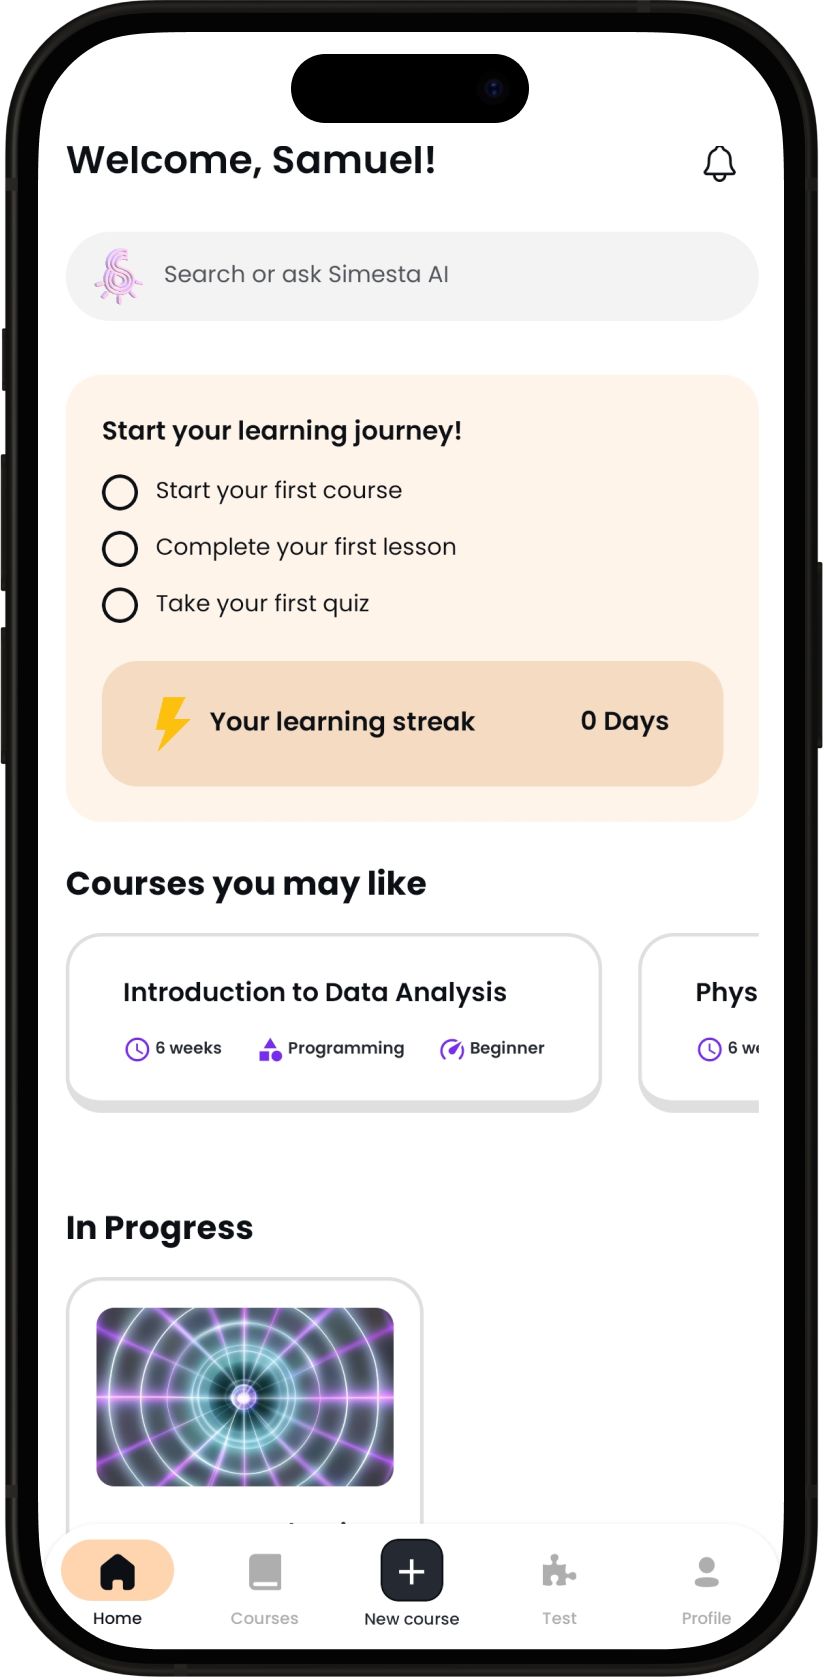 Welcome, Samuel!
Search or ask Simesta AI
Start your learning journey!
Start your first course
Complete your first lesson
Take your first quiz
Your learning streak 0 Days
Courses you may like
Introduction to Data Analysis
6 weeks Programming Beginner
Phys
6 we
In Progress
Home Courses New course Test Profile